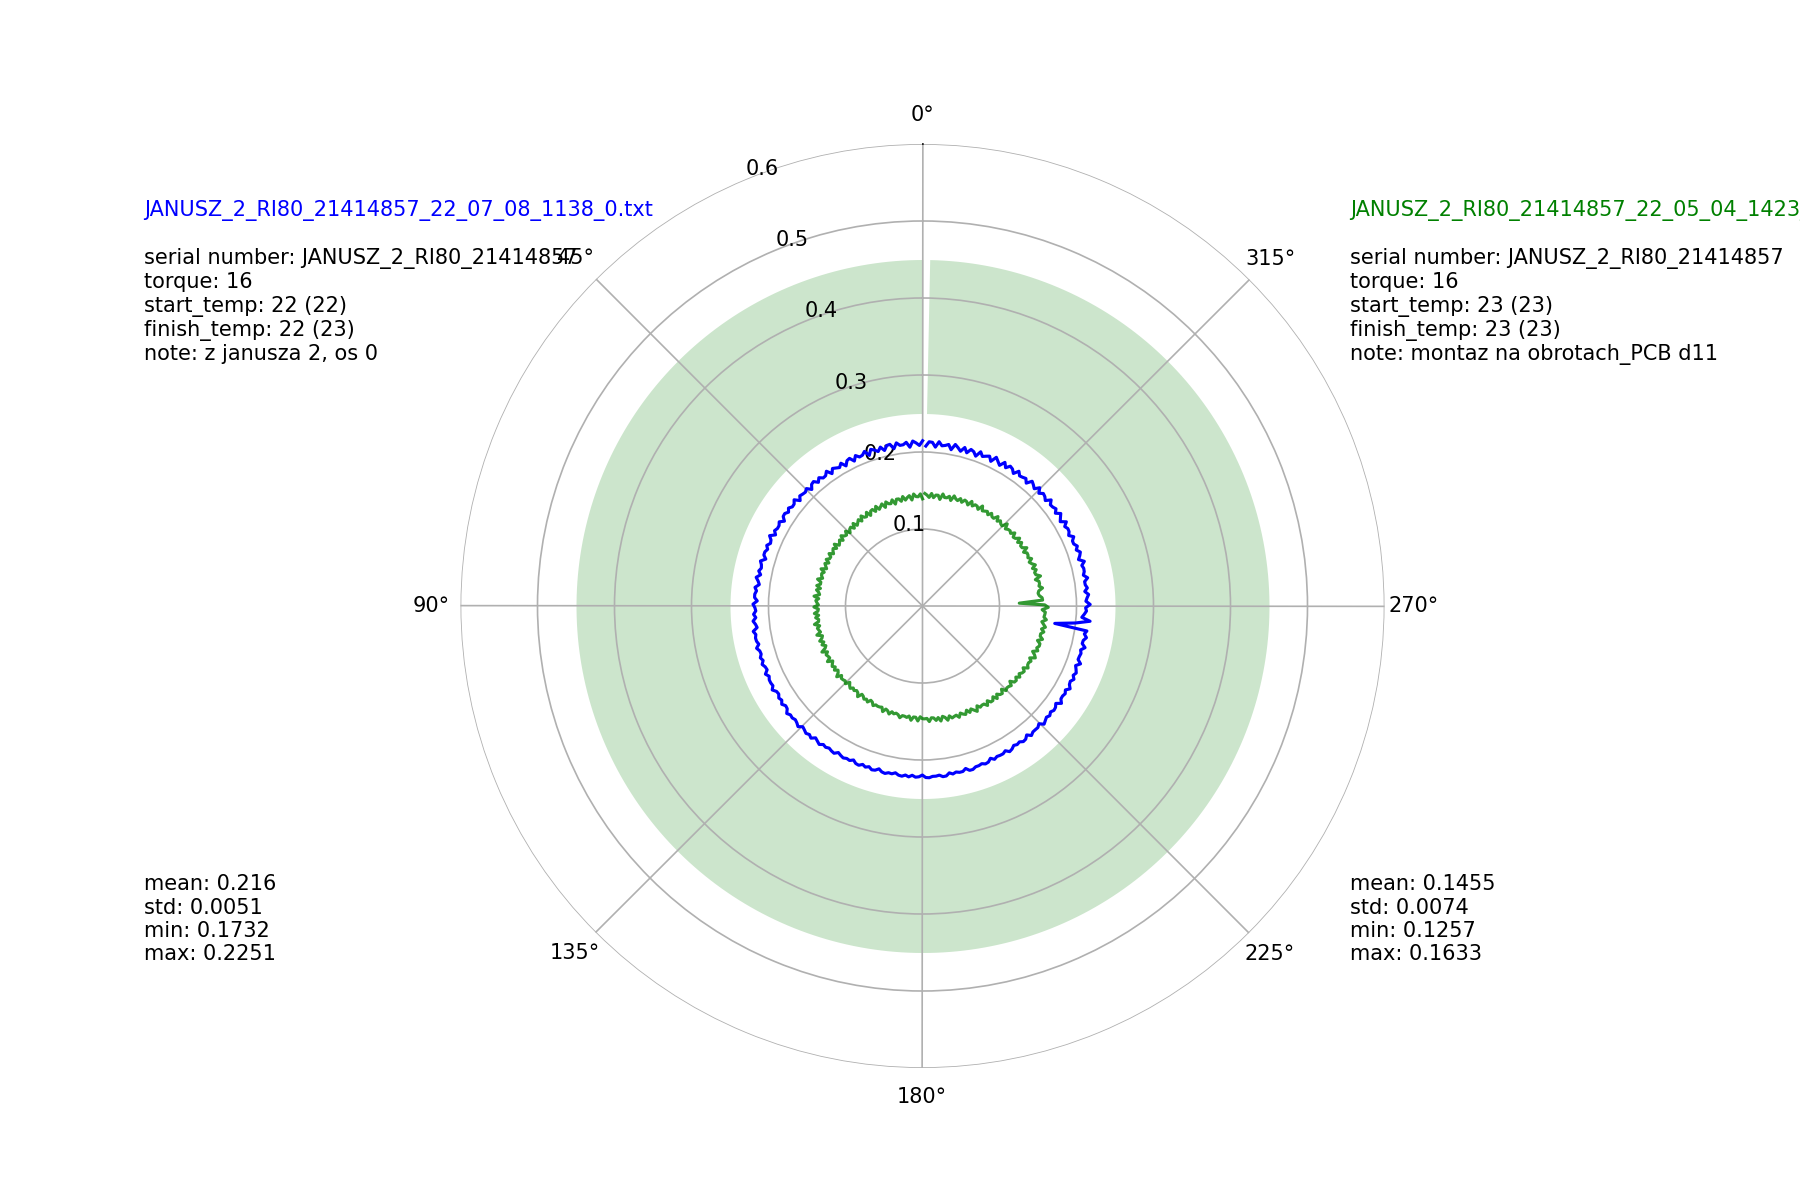 0°
0.6
JANUSZ_2_RI80_21414857_22_07_08_1138_0.txt
serial number: JANUSZ_2_RI80_21414857
torque: 16
start_temp: 22 (22)
finish_temp: 22 (23)
note: z janusza 2, os 0
45°
0.5
0.4
0.3
0.2
0.1
315°
JANUSZ_2_RI80_21414857_22_05_04_1423
serial number: JANUSZ_2_RI80_21414857
torque: 16
start_temp: 23 (23)
finish_temp: 23 (23)
note: montaz na obrotach_PCB d11
90°
270°
mean: 0.216
std: 0.0051
min: 0.1732
max: 0.2251
135°
225°
mean: 0.1455
std: 0.0074
min: 0.1257
max: 0.1633
180°